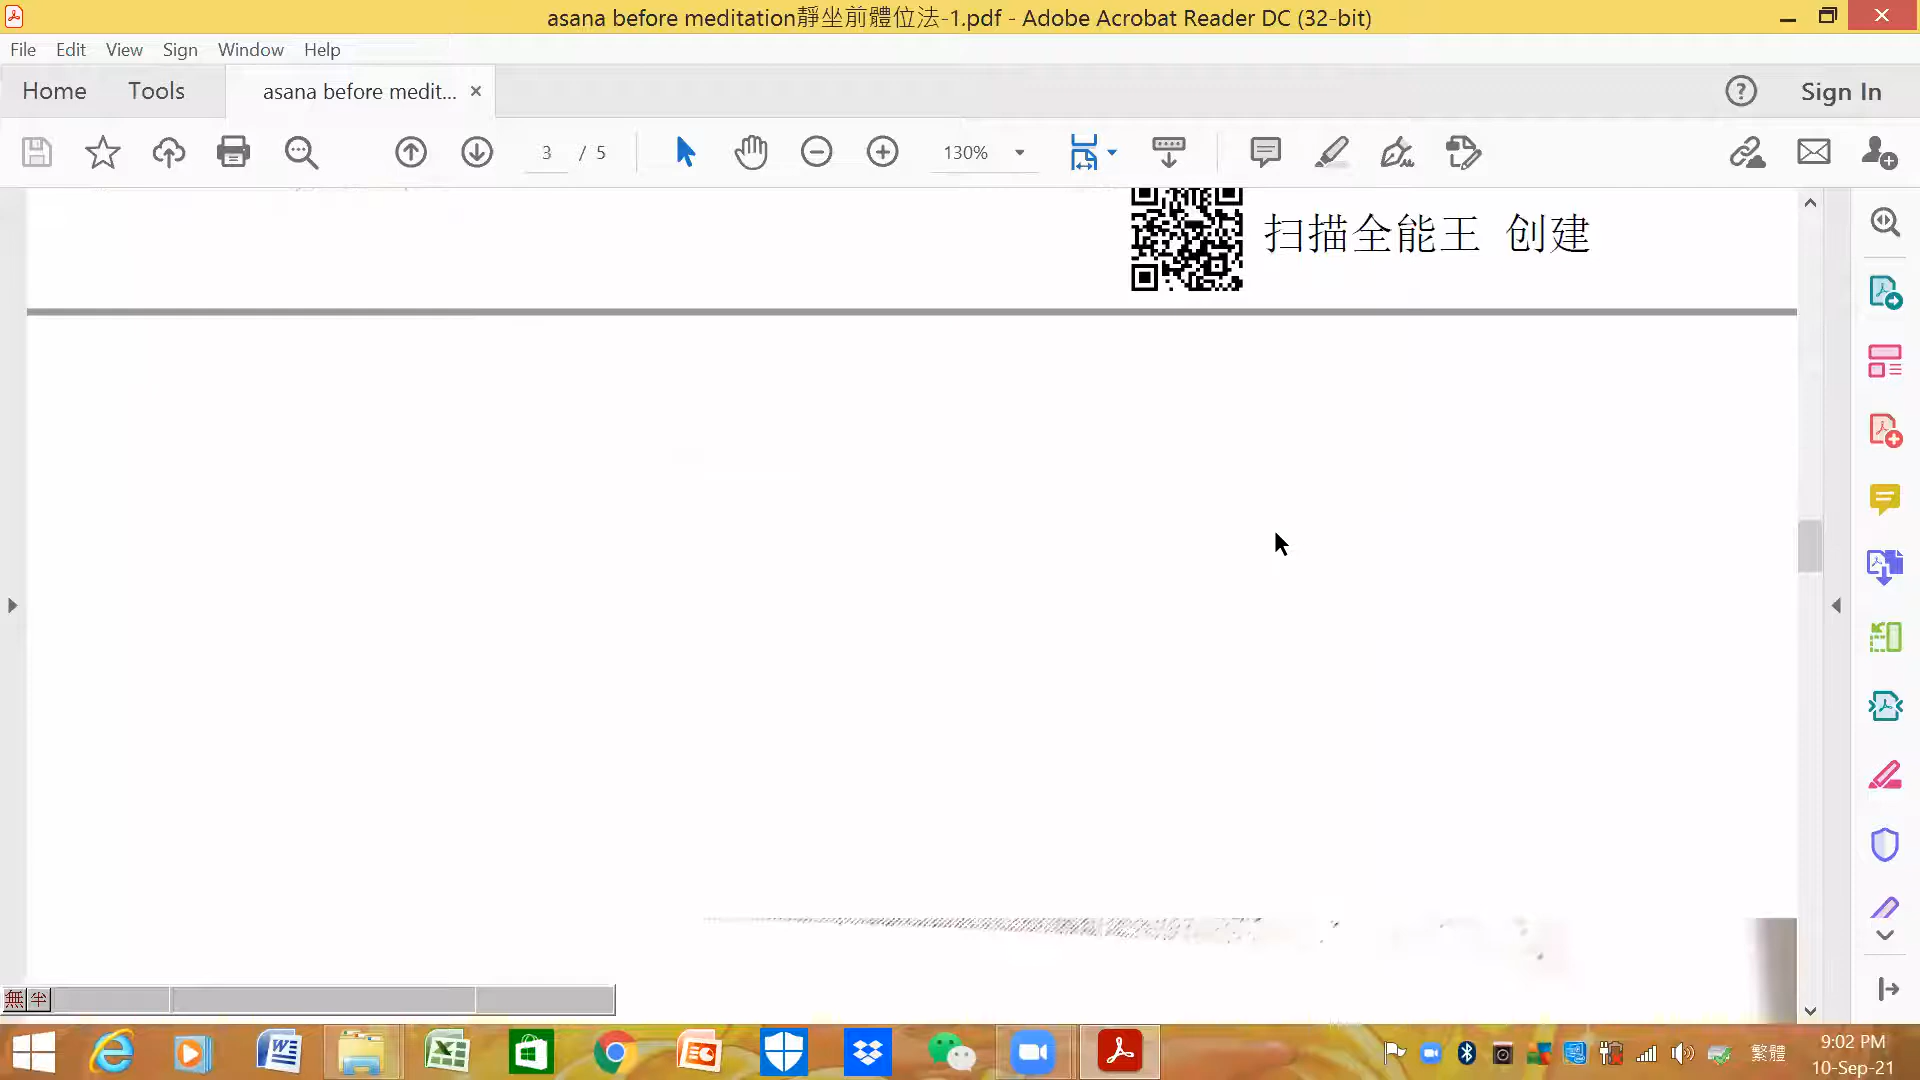 asana before meditation靜坐前體位法-1.pdf - Adobe Acrobat Reader DC (32-bit)
File Edit View Sign Window Help
Home Tools asana before medit... × Sign In
3 / 5 130%
扫描全能王 创建
無 半
繁體 9:02 PM
10-Sep-21